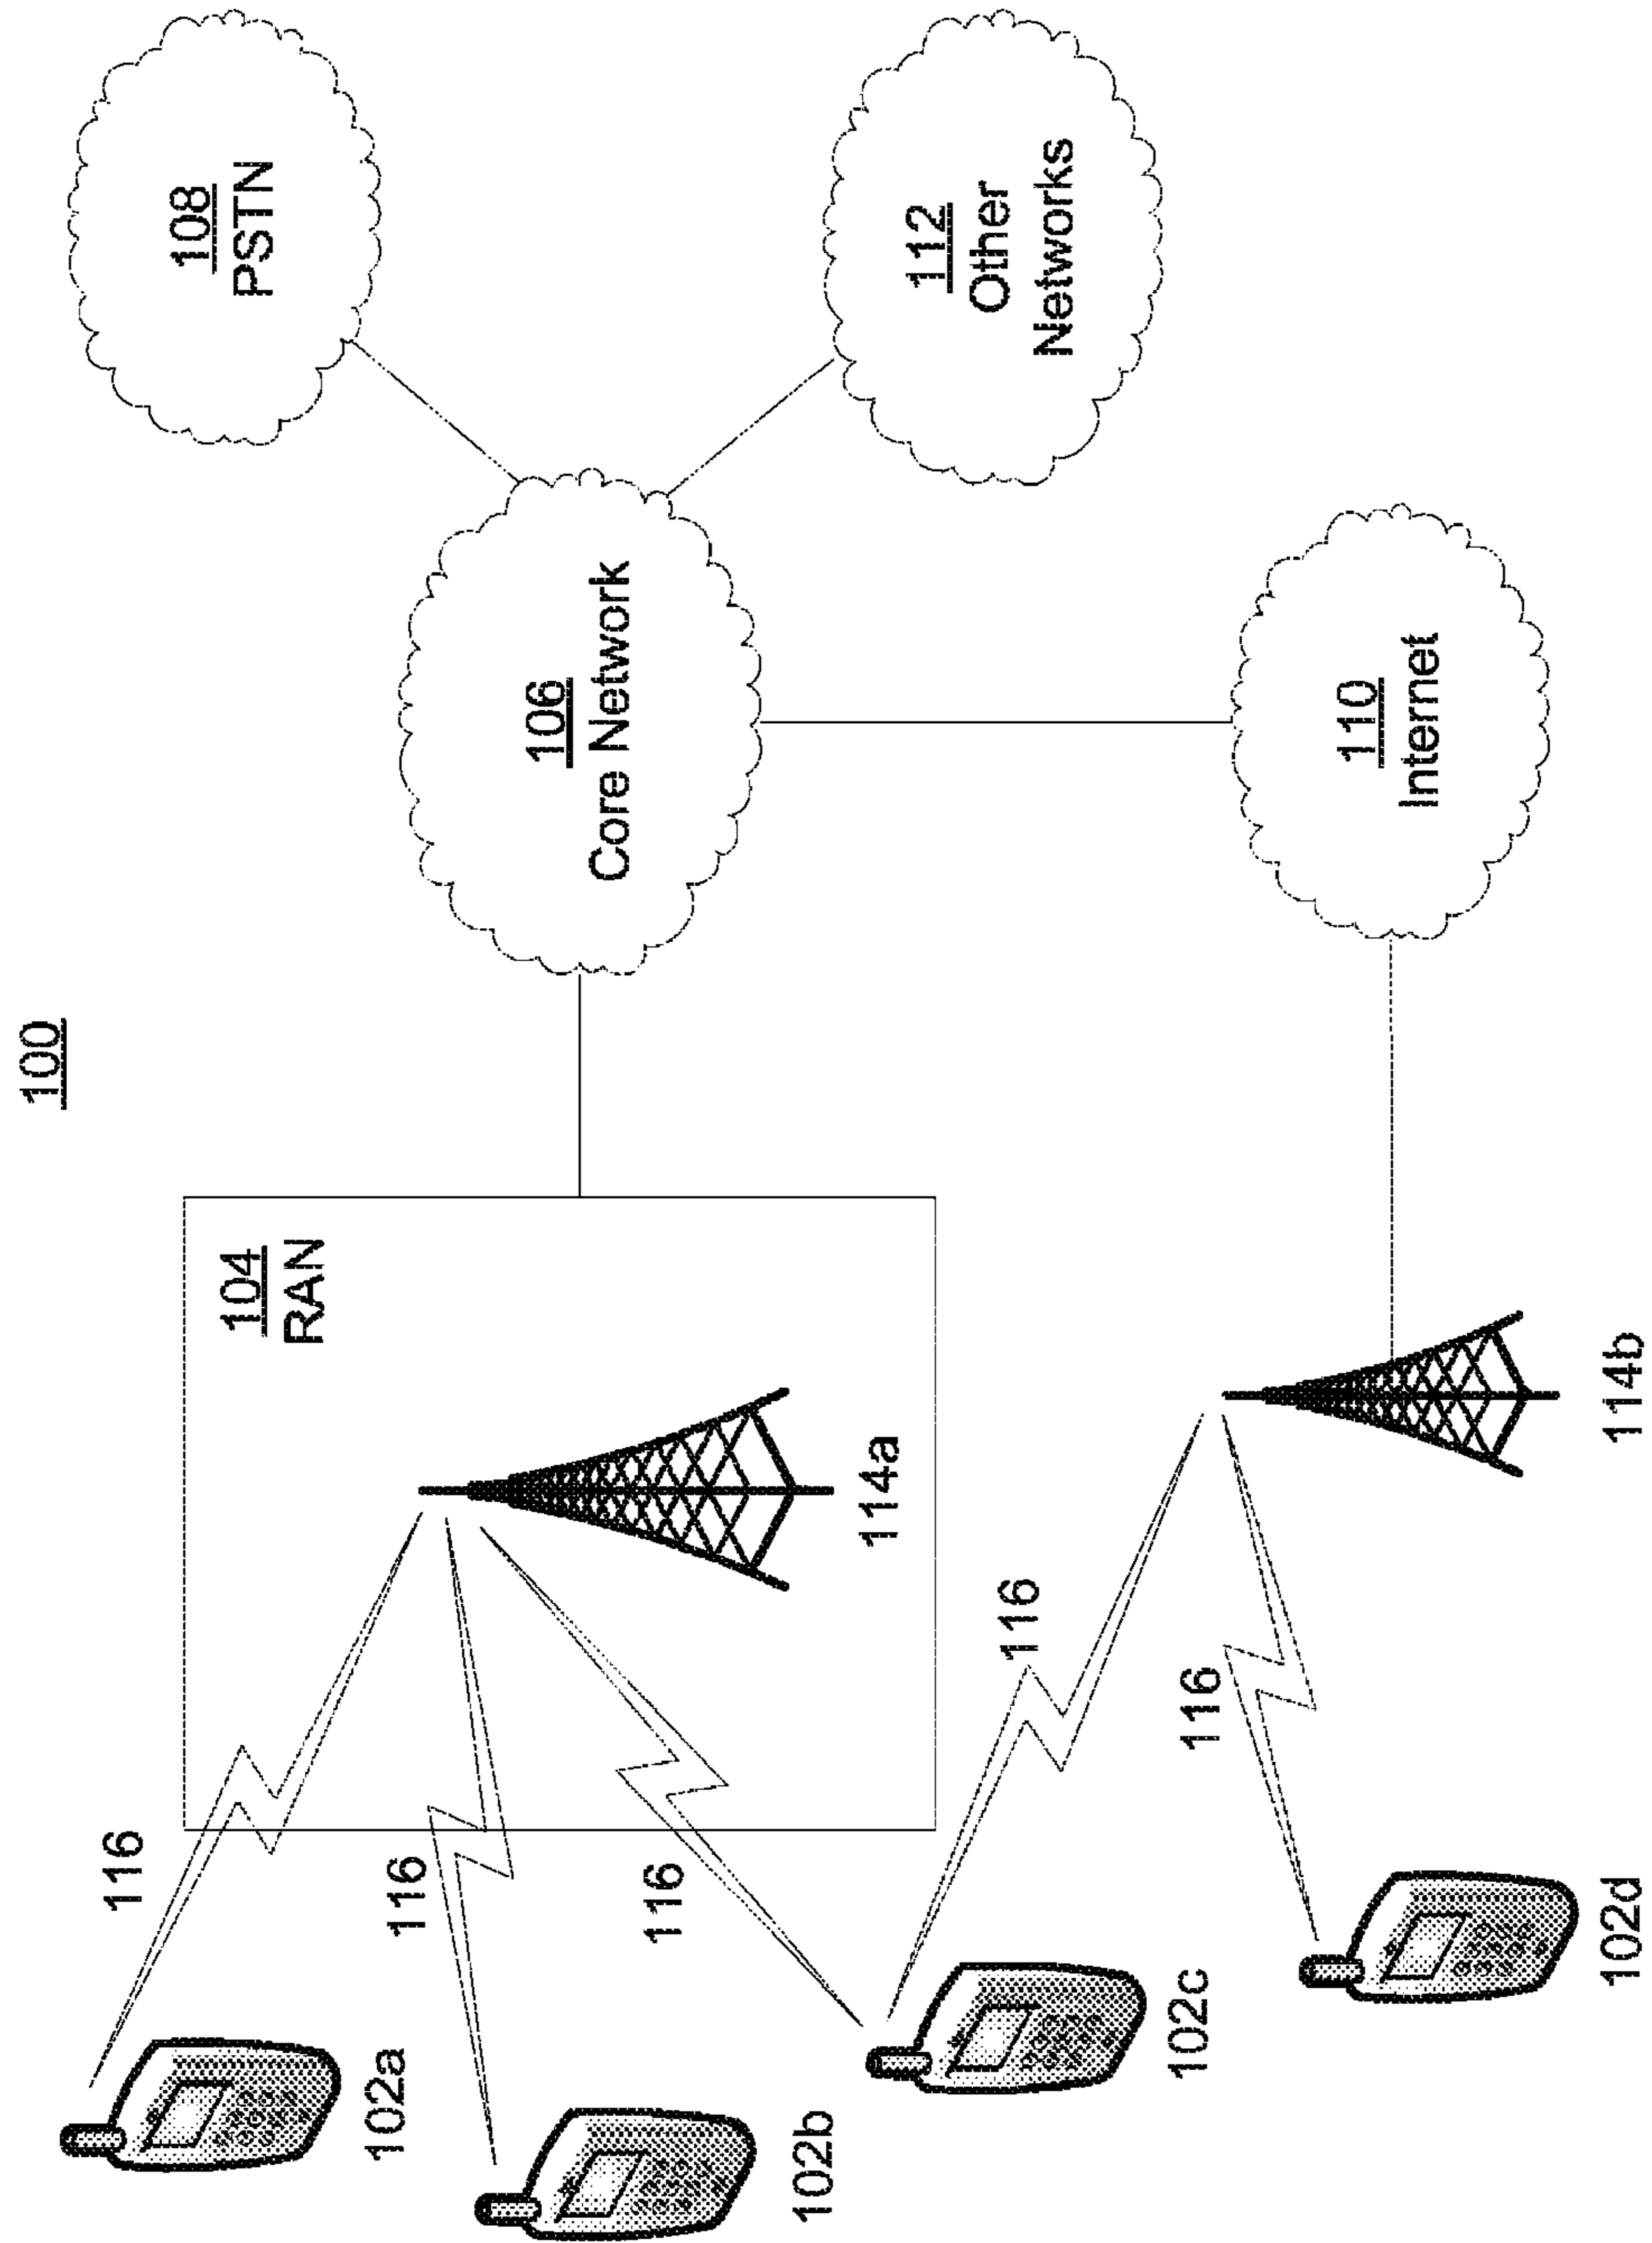 100
108
PSTN
104
RAN
106
Core Network
112
Other
Networks
110
Internet
114a
114b
116
116
116
116
116
102a
102b
102c
102d